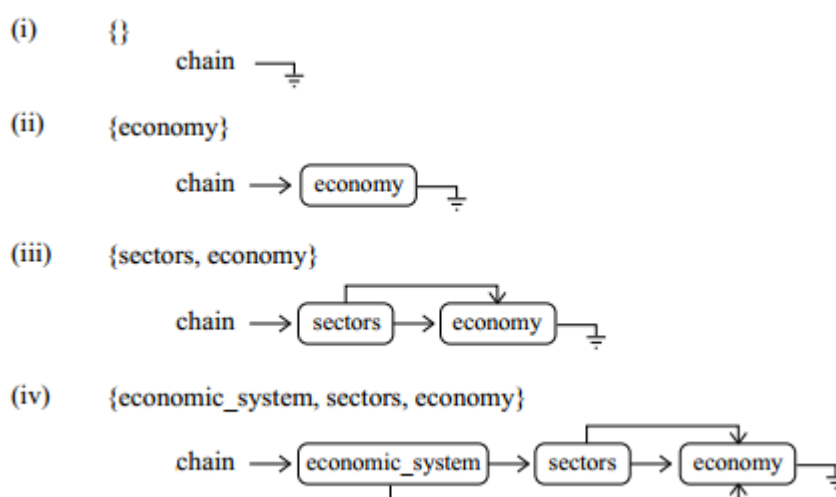 (i) {}
chain
(ii) {economy}
chain economy
(iii) {sectors, economy}
chain sectors economy
(iv) {economic_system, sectors, economy}
chain economic_system sectors economy